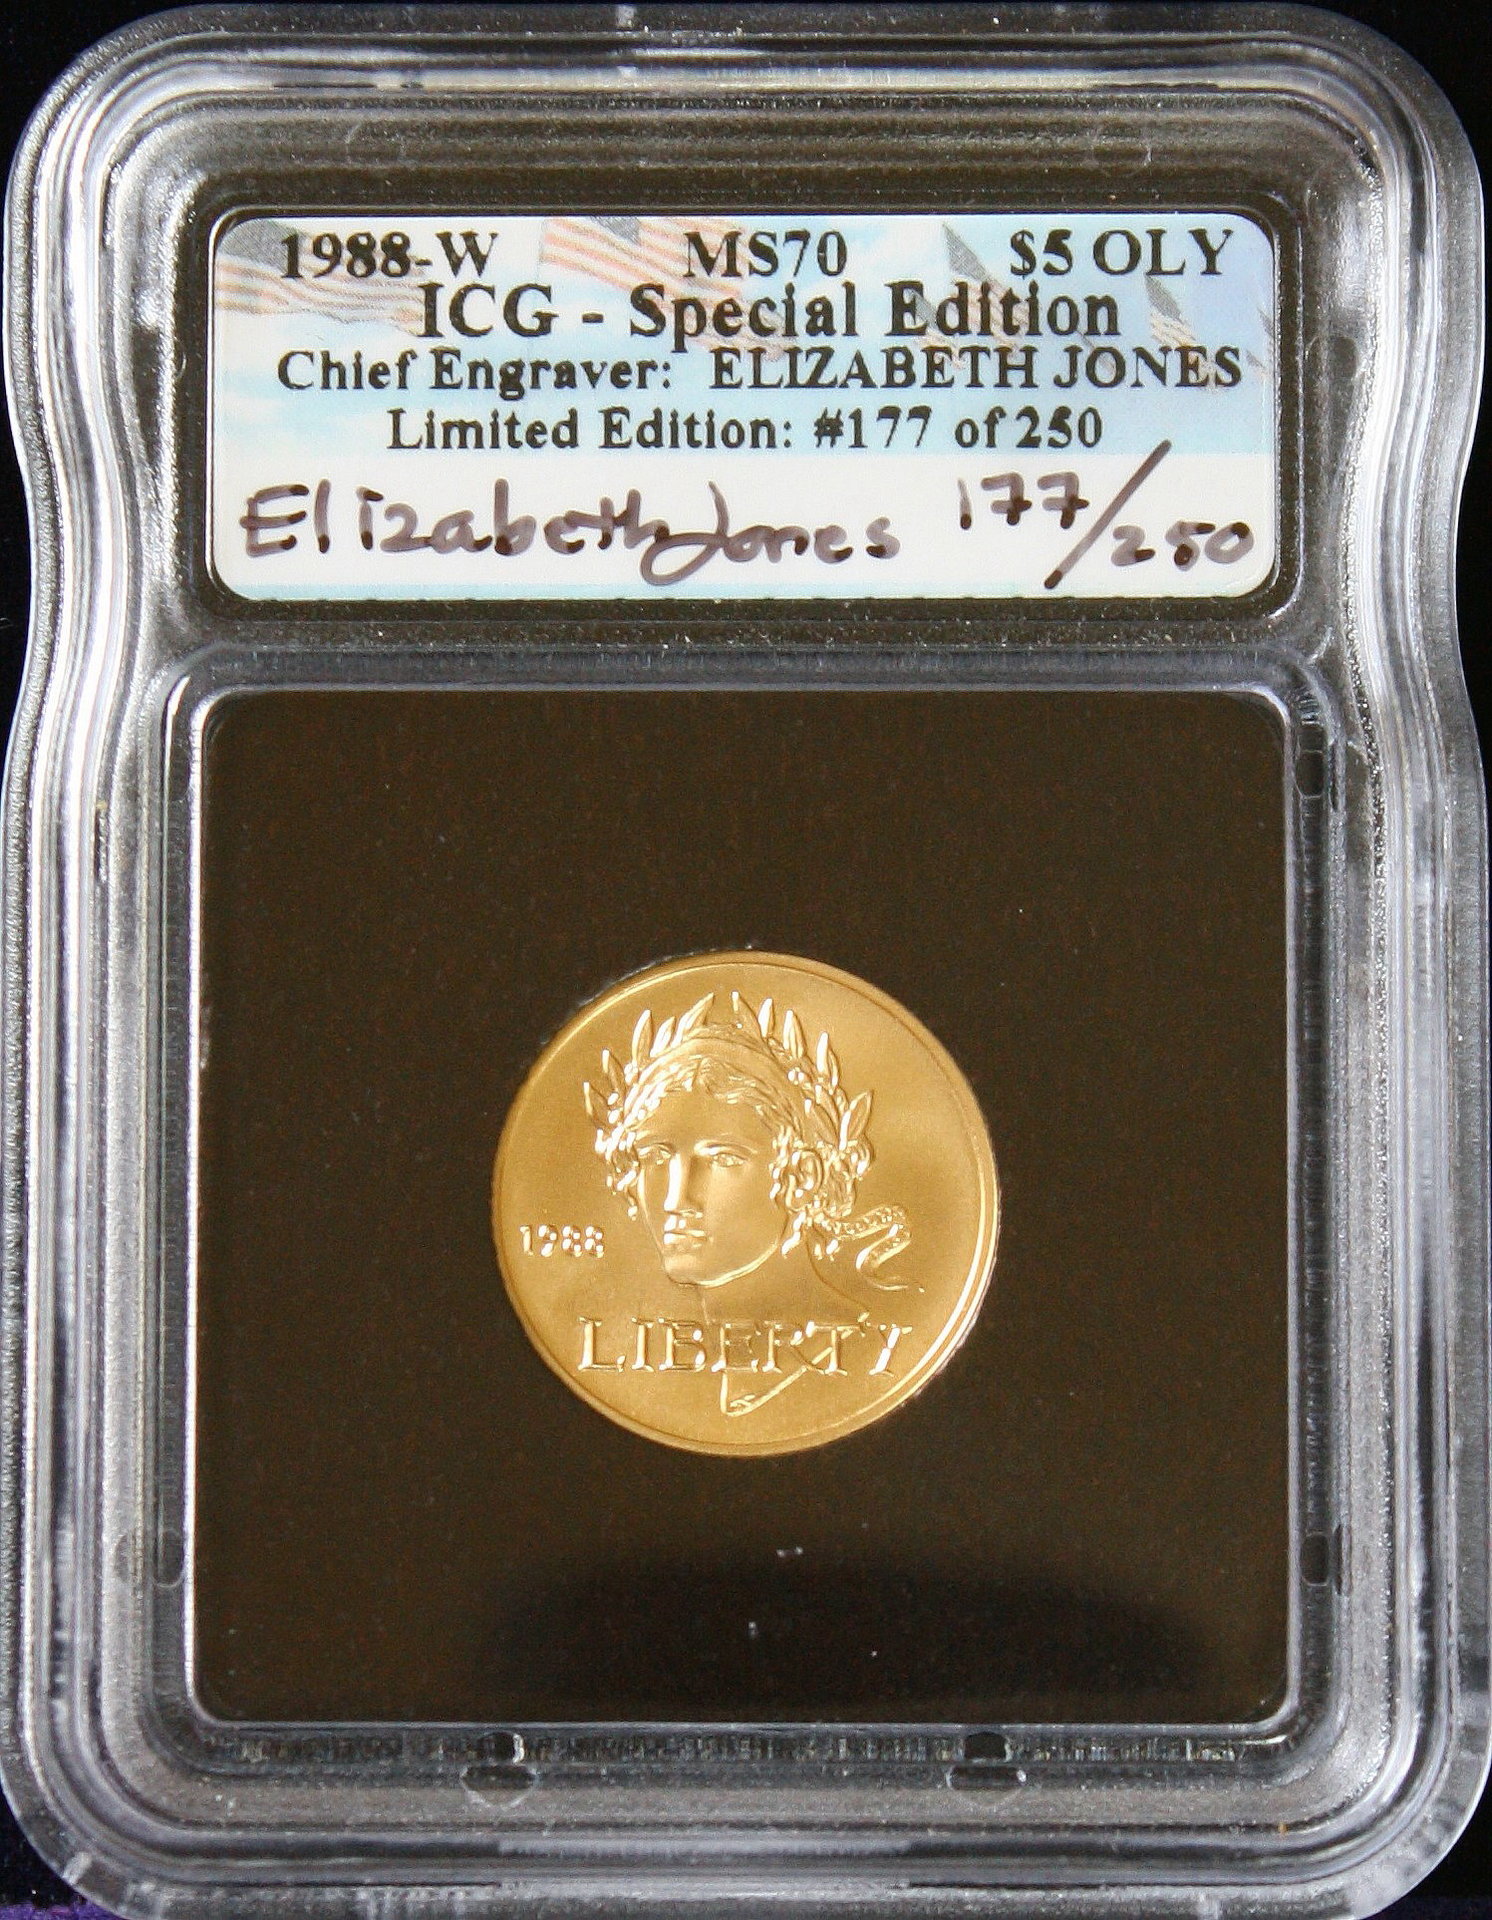 1988-W MS70 $5 OLY
ICG - Special Edition
Chief Engraver: ELIZABETH JONES
Limited Edition: #177 of 250
Elizabeth Jones 177/250
1988
LIBERTY